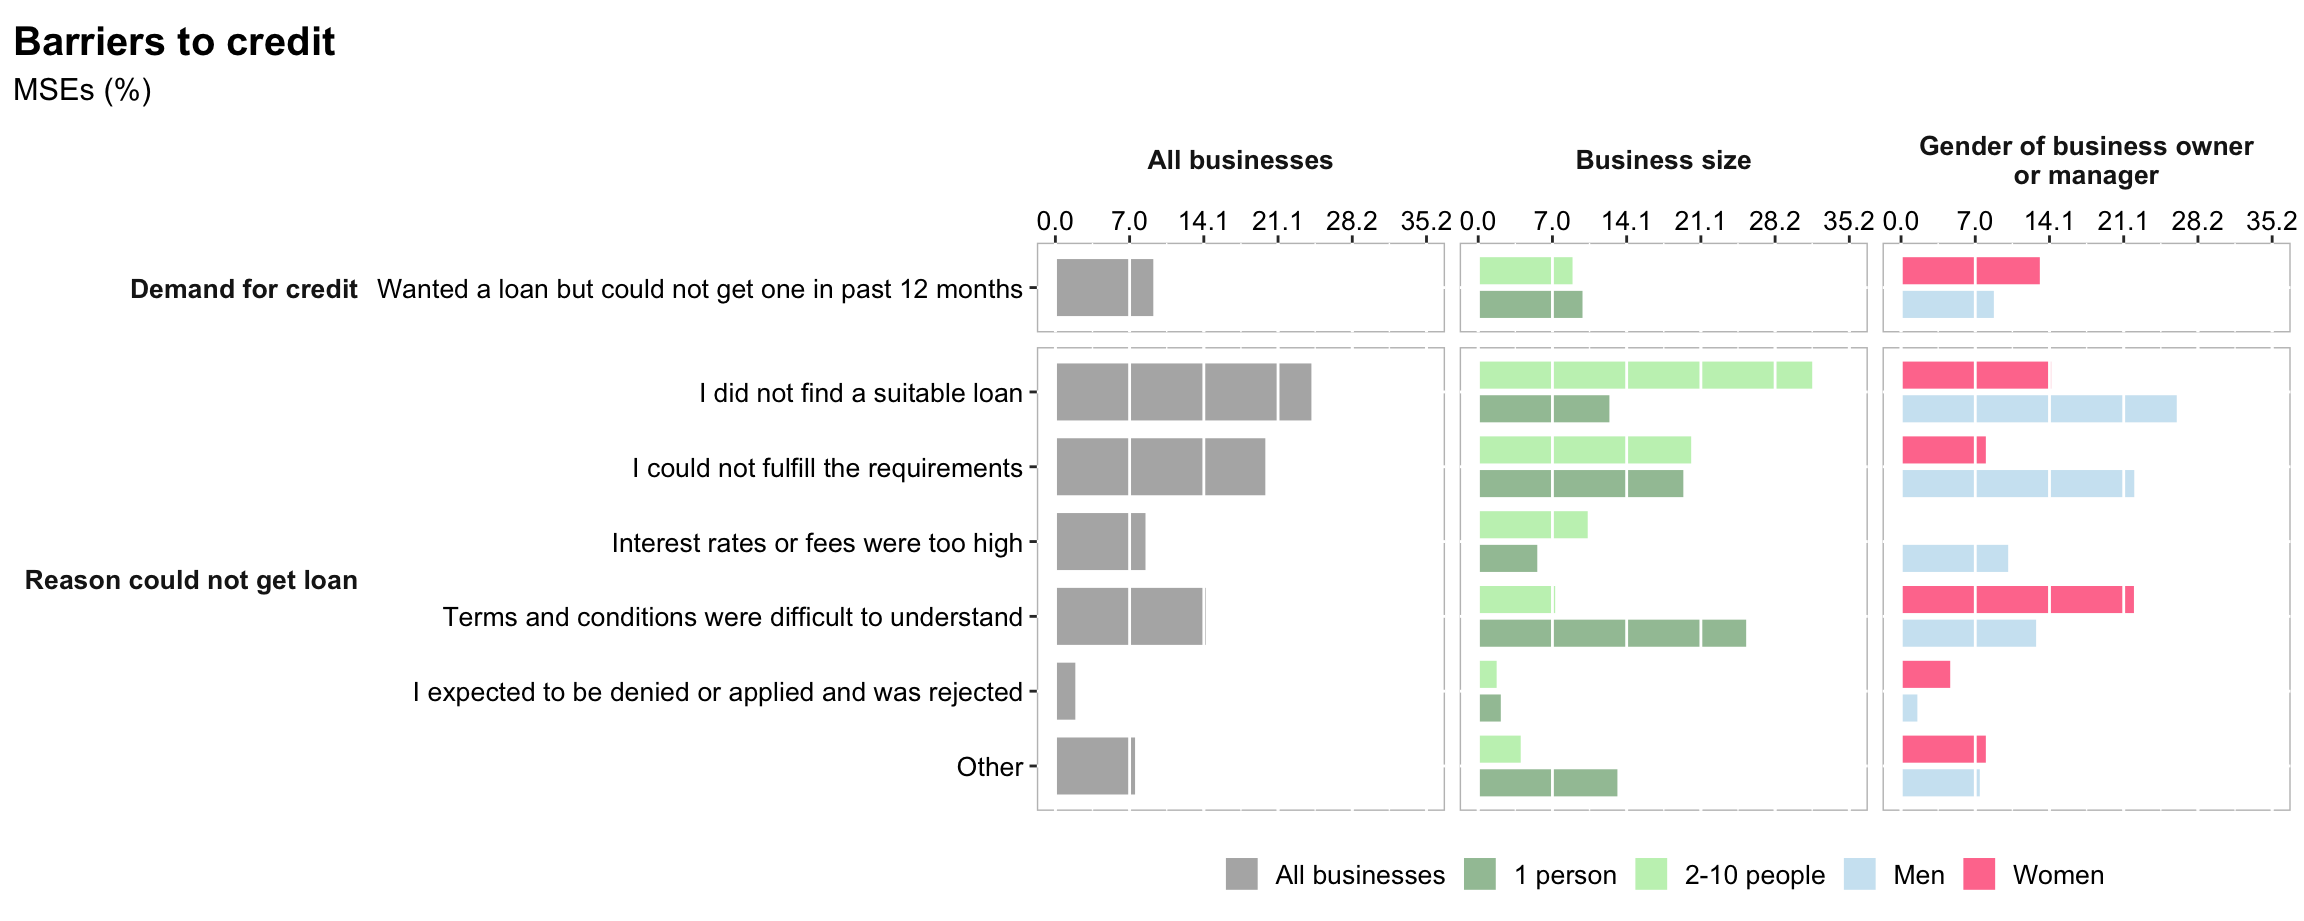 Barriers to credit
MSEs (%)
All businesses
Business size
Gender of business owner
or manager
0.0 7.0 14.1 21.1 28.2 35.2 0.0 7.0 14.1 21.1 28.2 35.2 0.0 7.0 14.1 21.1 28.2 35.2
Demand for credit Wanted a loan but could not get one in past 12 months
I did not find a suitable loan
I could not fulfill the requirements
Interest rates or fees were too high
Reason could not get loan
Terms and conditions were difficult to understand
I expected to be denied or applied and was rejected
Other
All businesses 1 person 2-10 people Men Women